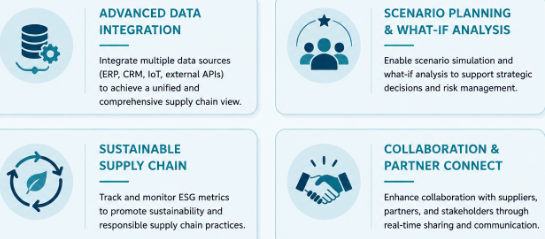 ADVANCED DATA
INTEGRATION
Integrate multiple data sources
(ERP, CRM, IoT, external APIs)
to achieve a unified and
comprehensive supply chain view.
SCENARIO PLANNING
& WHAT-IF ANALYSIS
Enable scenario simulation and
what-if analysis to support strategic
decisions and risk management.
SUSTAINABLE
SUPPLY CHAIN
Track and monitor ESG metrics
to promote sustainability and
responsible supply chain practices.
COLLABORATION &
PARTNER CONNECT
Enhance collaboration with suppliers,
partners, and stakeholders through
real-time sharing and communication.